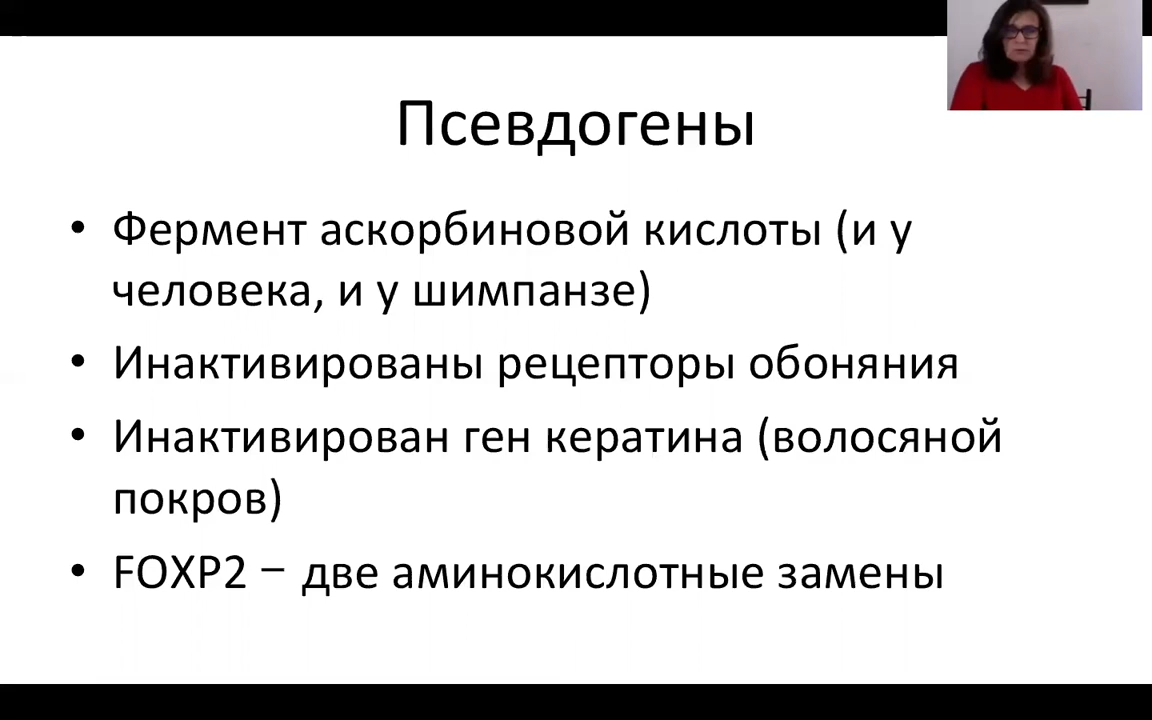 Псевдогены
• Фермент аскорбиновой кислоты (и у
человека, и у шимпанзе)
• Инактивированы рецепторы обоняния
• Инактивирован ген кератина (волосяной
покров)
• FOXP2 – две аминокислотные замены